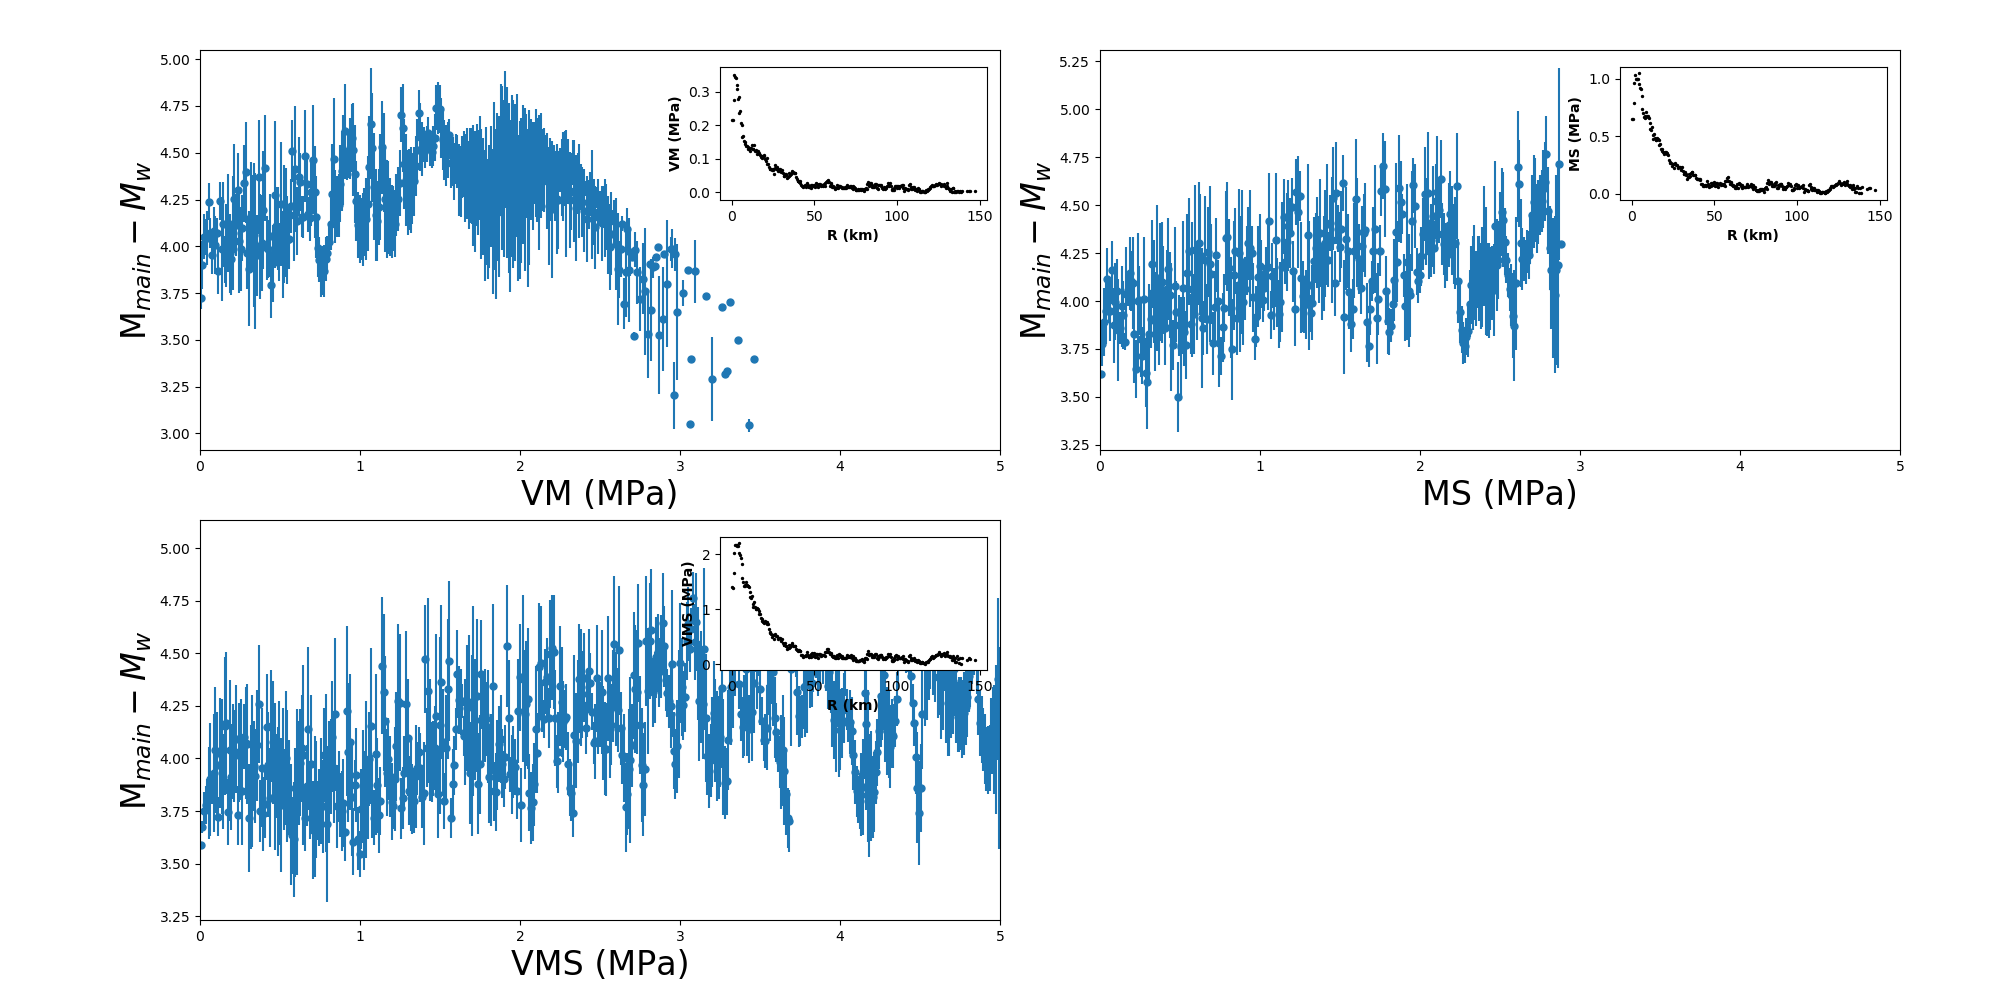 5.00
4.75
4.50
4.25
4.00
3.75
3.50
3.25
3.00
M_main − M_w
0 1 2 3 4 5
VM (MPa)
0.3
0.2
0.1
0.0
VM (MPa)
0 50 100 150
R (km)
5.25
5.00
4.75
4.50
4.25
4.00
3.75
3.50
3.25
M_main − M_w
0 1 2 3 4 5
MS (MPa)
1.0
0.5
0.0
MS (MPa)
0 50 100 150
R (km)
5.00
4.75
4.50
4.25
4.00
3.75
3.50
3.25
M_main − M_w
0 1 2 3 4 5
VMS (MPa)
2
1
0
VMS (MPa)
0 50 100 150
R (km)